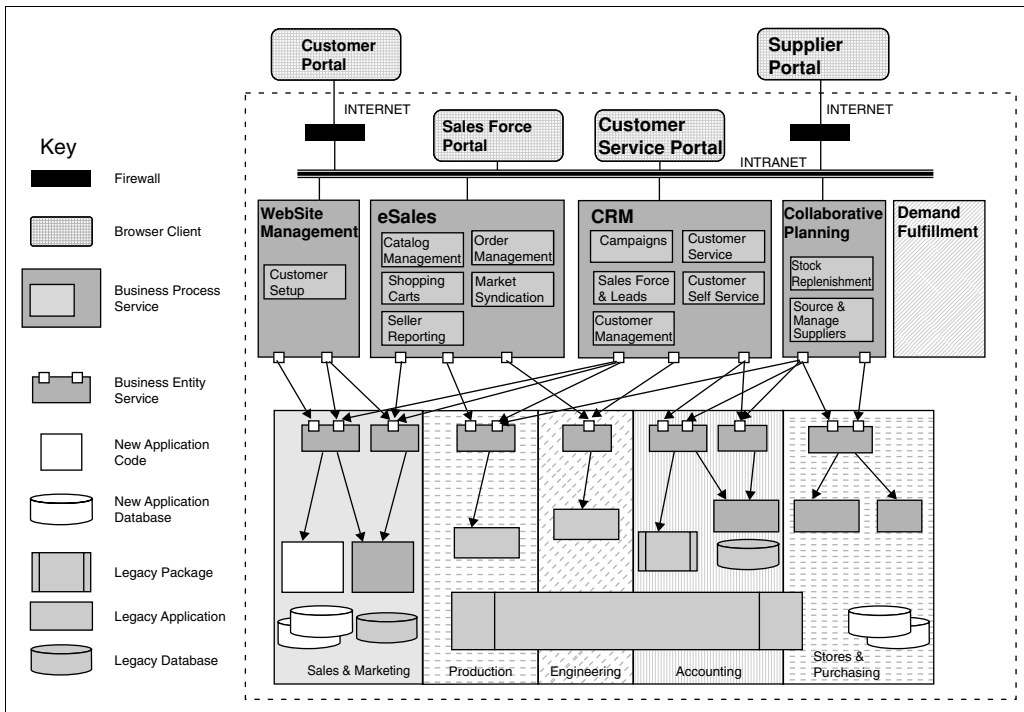 Customer
Portal
Supplier
Portal
INTERNET
INTERNET
Sales Force
Portal
Customer
Service Portal
INTRANET
Key
Firewall
Browser Client
Business Process
Service
Business Entity
Service
New Application
Code
New Application
Database
Legacy Package
Legacy Application
Legacy Database
WebSite
Management
Customer
Setup
eSales
Catalog
Management
Order
Management
Shopping
Carts
Market
Syndication
Seller
Reporting
CRM
Campaigns
Customer
Service
Sales Force
& Leads
Customer
Self Service
Customer
Management
Collaborative
Planning
Stock
Replenishment
Source &
Manage
Suppliers
Demand
Fulfillment
Sales & Marketing
Production
Engineering
Accounting
Stores &
Purchasing